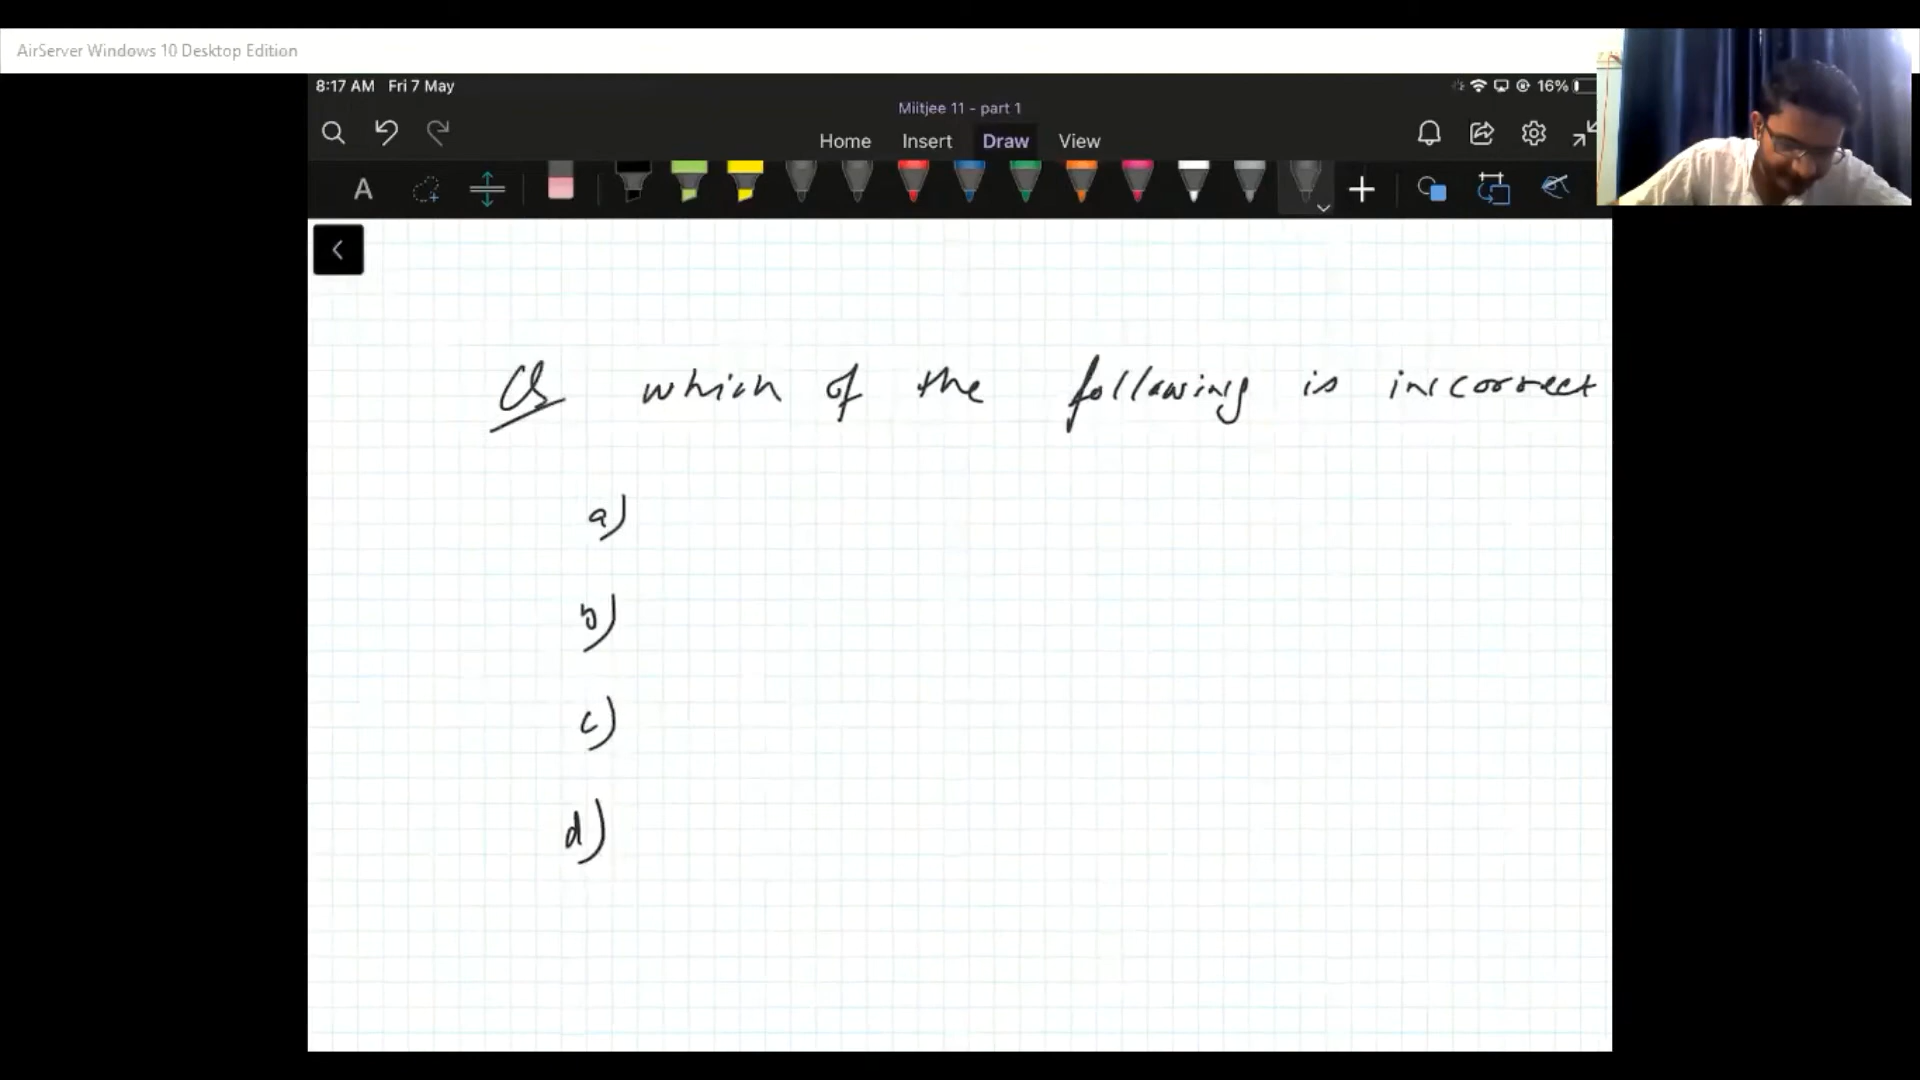 AirServer Windows 10 Desktop Edition
8:17 AM Fri 7 May
16%
Miitjee 11 - part 1
Home Insert Draw View
A
Qs which of the following is incorrect
a)
b)
c)
d)